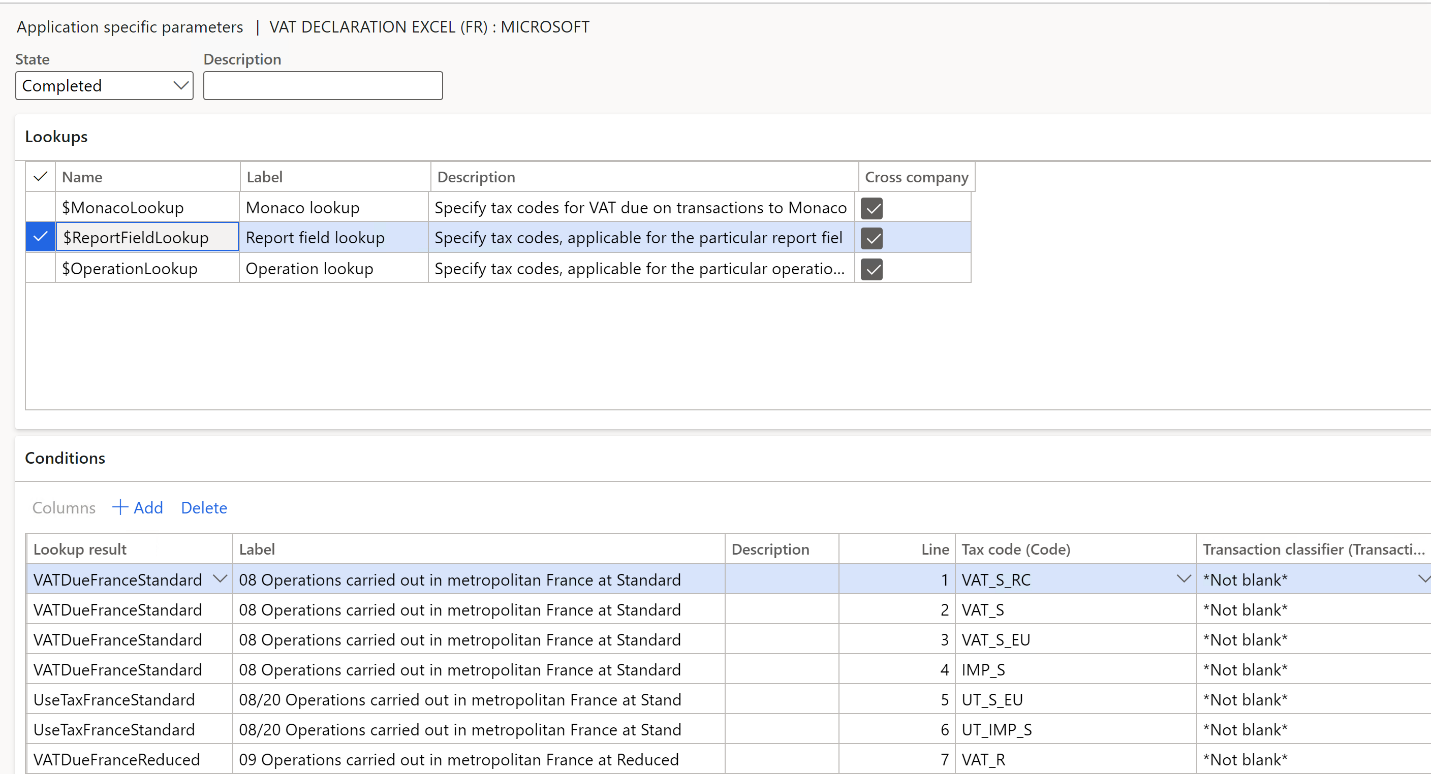 Application specific parameters | VAT DECLARATION EXCEL (FR) : MICROSOFT
State Description
Completed
Lookups
Name Label Description Cross company
$MonacoLookup Monaco lookup Specify tax codes for VAT due on transactions to Monaco
$ReportFieldLookup Report field lookup Specify tax codes, applicable for the particular report fiel
$OperationLookup Operation lookup Specify tax codes, applicable for the particular operatio...
Conditions
Columns + Add Delete
Lookup result Label Description Line Tax code (Code) Transaction classifier (Transacti...
VATDueFranceStandard 08 Operations carried out in metropolitan France at Standard 1 VAT_S_RC *Not blank*
VATDueFranceStandard 08 Operations carried out in metropolitan France at Standard 2 VAT_S *Not blank*
VATDueFranceStandard 08 Operations carried out in metropolitan France at Standard 3 VAT_S_EU *Not blank*
VATDueFranceStandard 08 Operations carried out in metropolitan France at Standard 4 IMP_S *Not blank*
UseTaxFranceStandard 08/20 Operations carried out in metropolitan France at Stand 5 UT_S_EU *Not blank*
UseTaxFranceStandard 08/20 Operations carried out in metropolitan France at Stand 6 UT_IMP_S *Not blank*
VATDueFranceReduced 09 Operations carried out in metropolitan France at Reduced 7 VAT_R *Not blank*